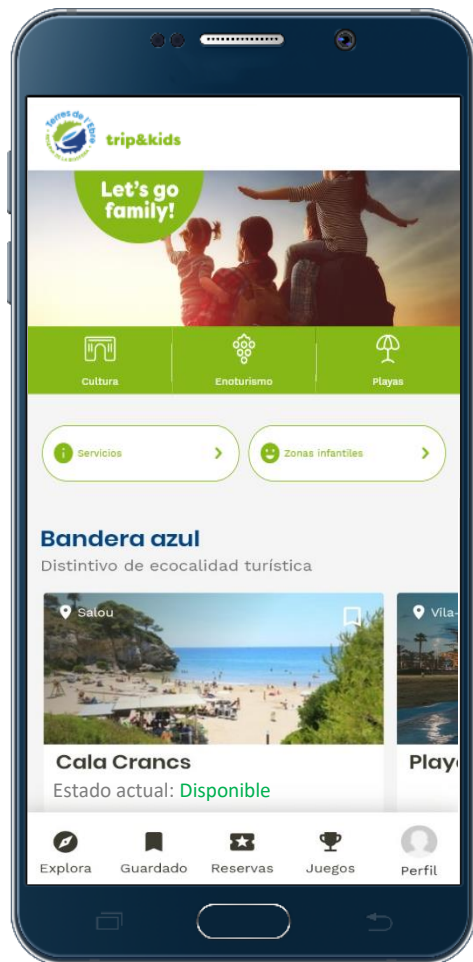 Terres de l'Ebre
trip&kids
Let's go
family!
Cultura
Enoturismo
Playas
Servicios
Zonas infantiles
Bandera azul
Distintivo de ecocalidad turística
Salou
Vila-
Cala Crancs
Play
Estado actual: Disponible
Explora
Guardado
Reservas
Juegos
Perfil